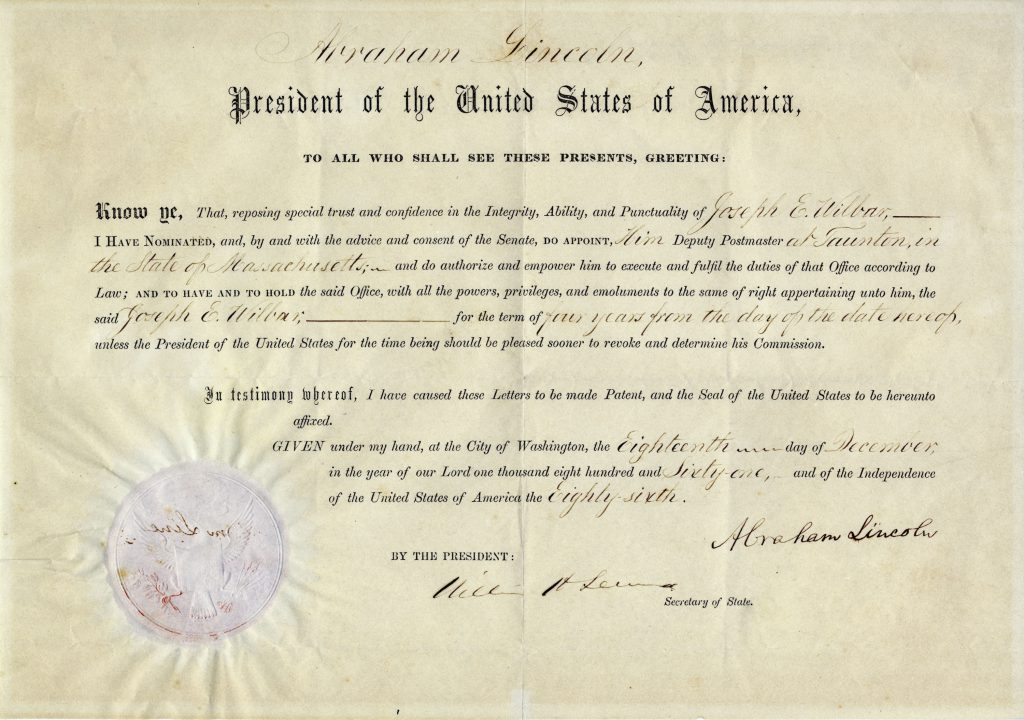 Abraham Lincoln,
President of the United States of America,
TO ALL WHO SHALL SEE THESE PRESENTS, GREETING:
Know ye, That, reposing special trust and confidence in the Integrity, Ability, and Punctuality of Joseph E. Wilbar,
I HAVE NOMINATED, and, by and with the advice and consent of the Senate, DO APPOINT, Him Deputy Postmaster at Taunton, in
the State of Massachusetts; and do authorize and empower him to execute and fulfil the duties of that Office according to
Law; AND TO HAVE AND TO HOLD the said Office, with all the powers, privileges, and emoluments to the same of right appertaining unto him, the
said Joseph E. Wilbar, for the term of four years from the day of the date hereof,
unless the President of the United States for the time being should be pleased sooner to revoke and determine his Commission.
In testimony whereof, I have caused these Letters to be made Patent, and the Seal of the United States to be hereunto
affixed.
GIVEN under my hand, at the City of Washington, the Eighteenth day of December,
in the year of our Lord one thousand eight hundred and Sixty-one, and of the Independence
of the United States of America the Eighty-sixth.
Abraham Lincoln
BY THE PRESIDENT:
William H Seward
Secretary of State.